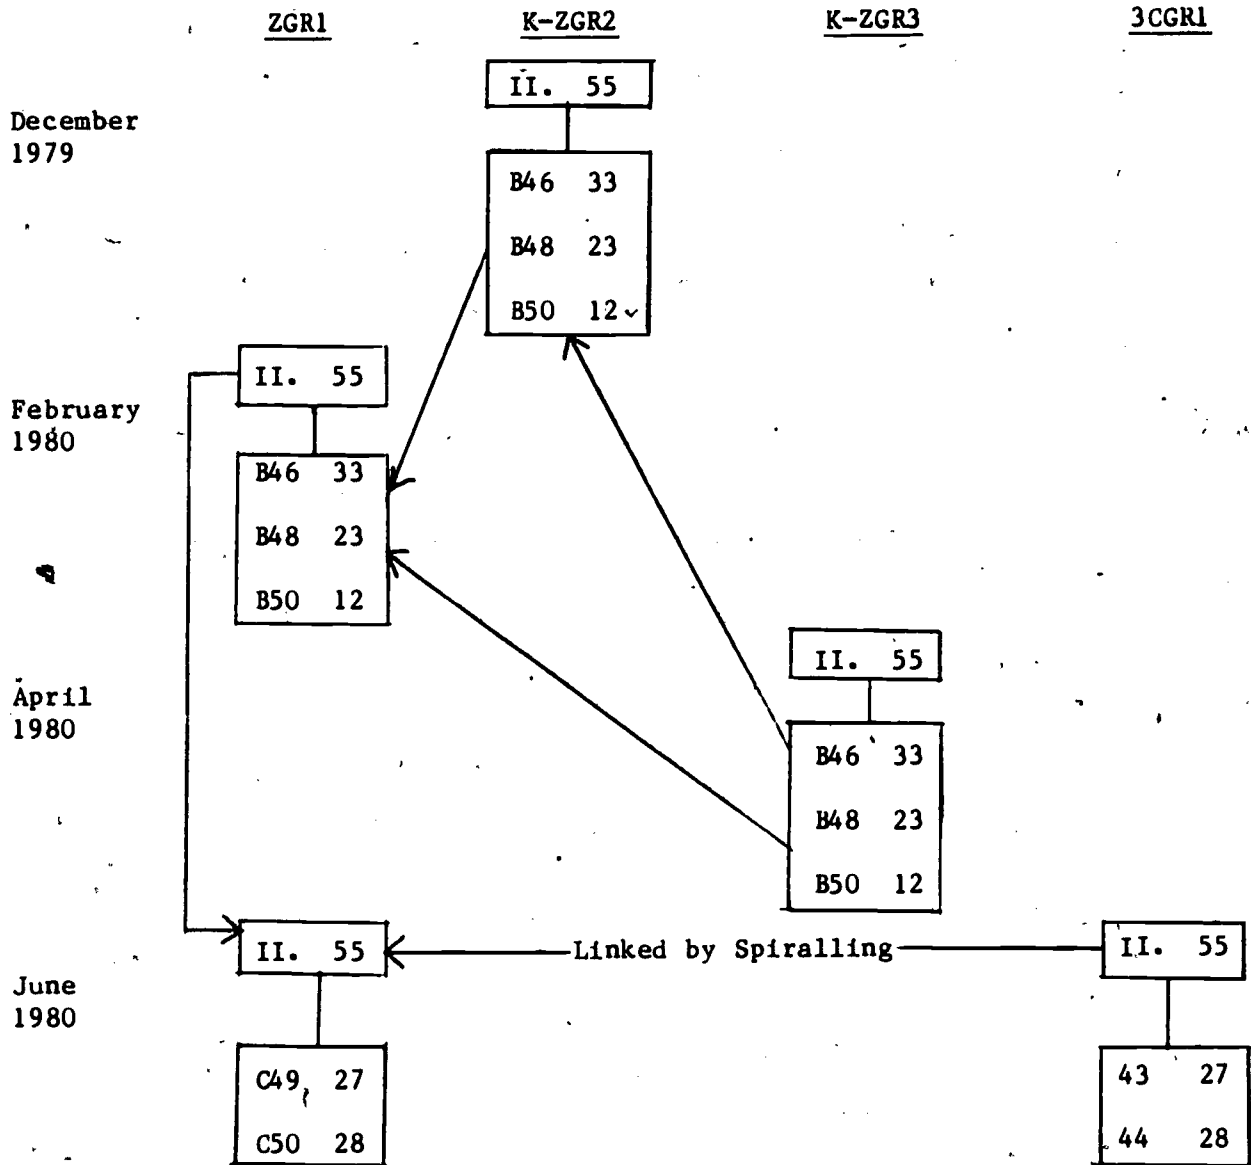 ZGR1 K-ZGR2 K-ZGR3 3CGR1
II. 55
December
1979
B46 33
B48 23
B50 12
II. 55
February
1980
B46 33
B48 23
B50 12
II. 55
April
1980
B46 33
B48 23
B50 12
II. 55 Linked by Spiralling II. 55
June
1980
C49 27 43 27
C50 28 44 28